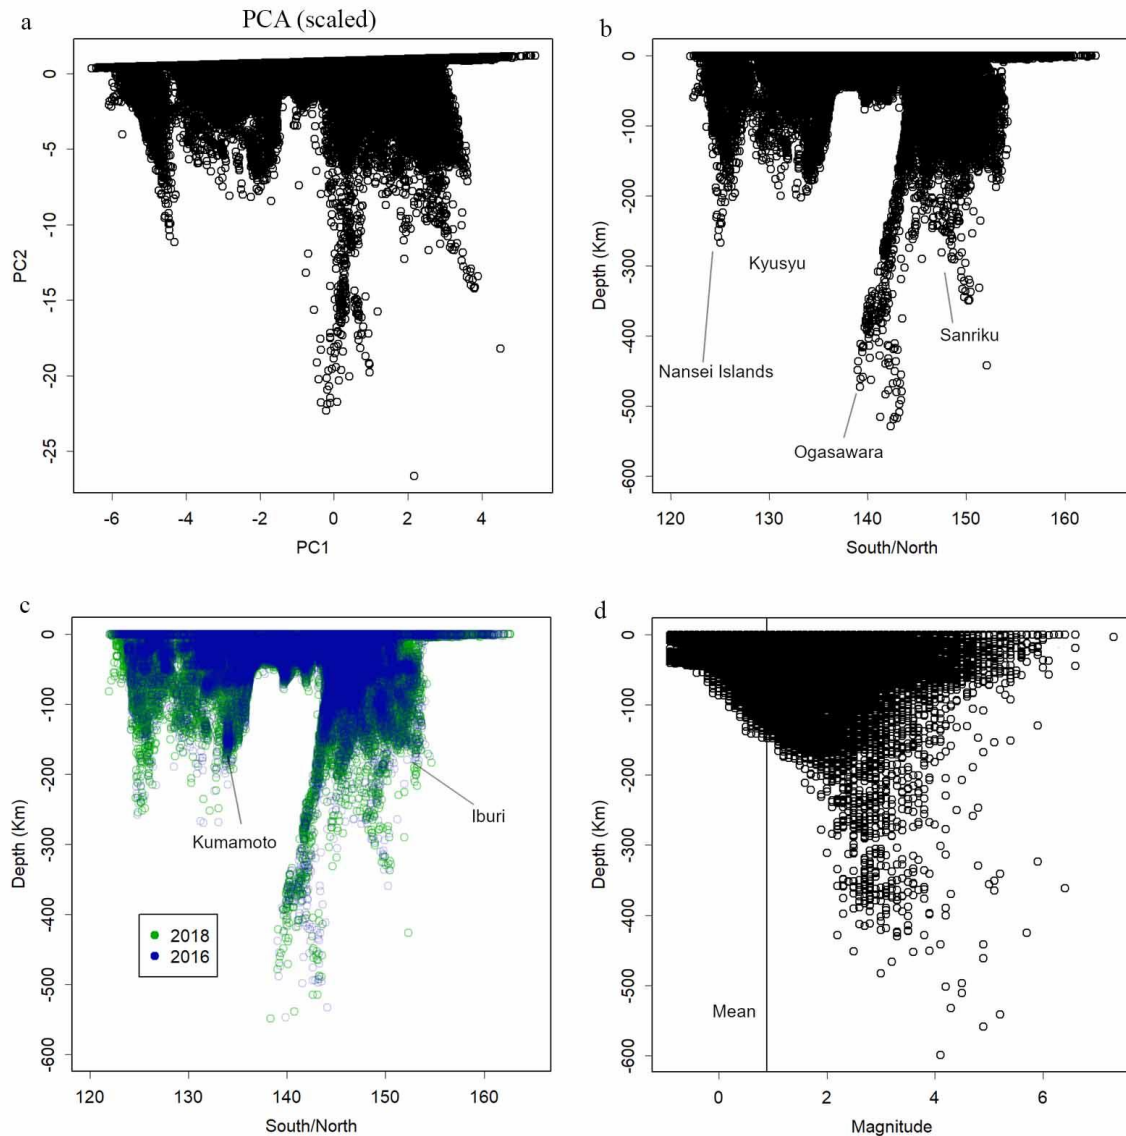 a
PCA (scaled)
0
-5
-10
-15
-20
-25
PC2
-6
-4
-2
0
2
4
PC1
b
0
-100
-200
-300
-400
-500
-600
Depth (Km)
Kyusyu
Sanriku
Nansei Islands
Ogasawara
120
130
140
150
160
South/North
c
0
-100
-200
-300
-400
-500
-600
Depth (Km)
Kumamoto
Iburi
2018
2016
120
130
140
150
160
South/North
d
0
-100
-200
-300
-400
-500
-600
Depth (Km)
Mean
0
2
4
6
Magnitude